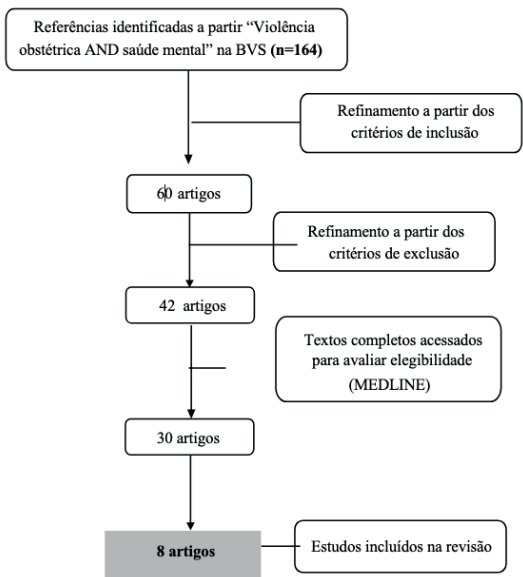 Referências identificadas a partir “Violência
obstétrica AND saúde mental” na BVS (n=164)
Refinamento a partir dos
critérios de inclusão
60 artigos
Refinamento a partir dos
critérios de exclusão
42 artigos
Textos completos acessados
para avaliar elegibilidade
(MEDLINE)
30 artigos
8 artigos
Estudos incluídos na revisão